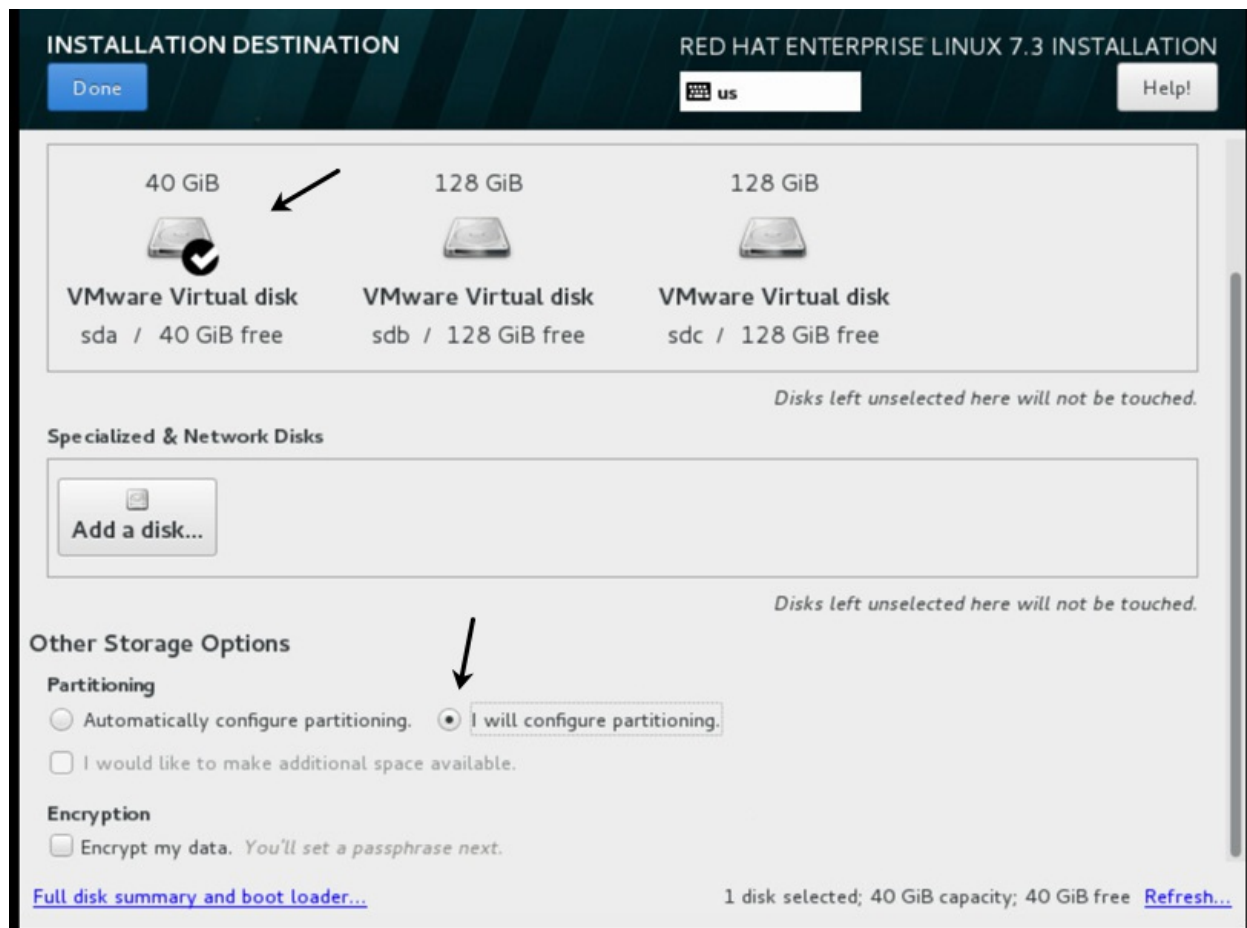 INSTALLATION DESTINATION
RED HAT ENTERPRISE LINUX 7.3 INSTALLATION
Done
us
Help!
40 GiB
128 GiB
128 GiB
VMware Virtual disk
VMware Virtual disk
VMware Virtual disk
sda / 40 GiB free
sdb / 128 GiB free
sdc / 128 GiB free
Disks left unselected here will not be touched.
Specialized & Network Disks
Add a disk...
Disks left unselected here will not be touched.
Other Storage Options
Partitioning
Automatically configure partitioning.
I will configure partitioning.
I would like to make additional space available.
Encryption
Encrypt my data. You'll set a passphrase next.
Full disk summary and boot loader...
1 disk selected; 40 GiB capacity; 40 GiB free Refresh...